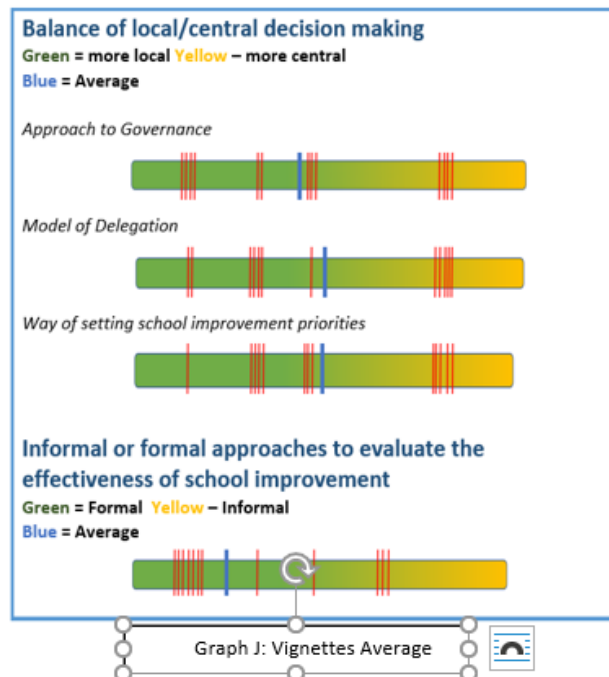 Balance of local/central decision making
Green = more local Yellow – more central
Blue = Average
Approach to Governance
Model of Delegation
Way of setting school improvement priorities
Informal or formal approaches to evaluate the
effectiveness of school improvement
Green = Formal Yellow – Informal
Blue = Average
Graph J: Vignettes Average